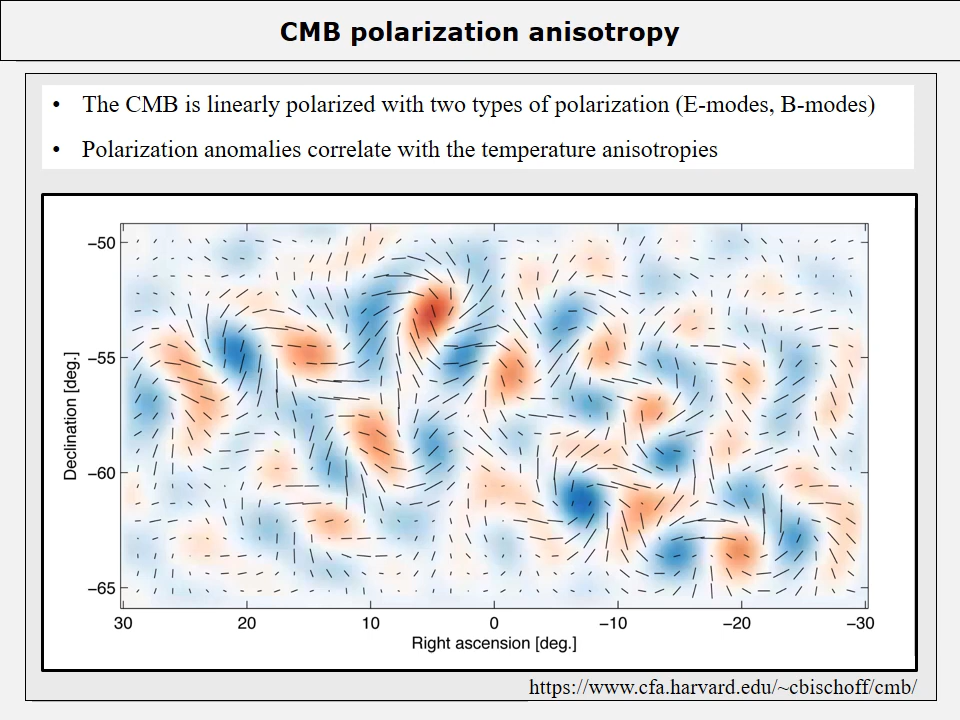 CMB polarization anisotropy
• The CMB is linearly polarized with two types of polarization (E-modes, B-modes)
• Polarization anomalies correlate with the temperature anisotropies
−50
−55
−60
−65
Declination [deg.]
30 20 10 0 −10 −20 −30
Right ascension [deg.]
https://www.cfa.harvard.edu/~cbischoff/cmb/